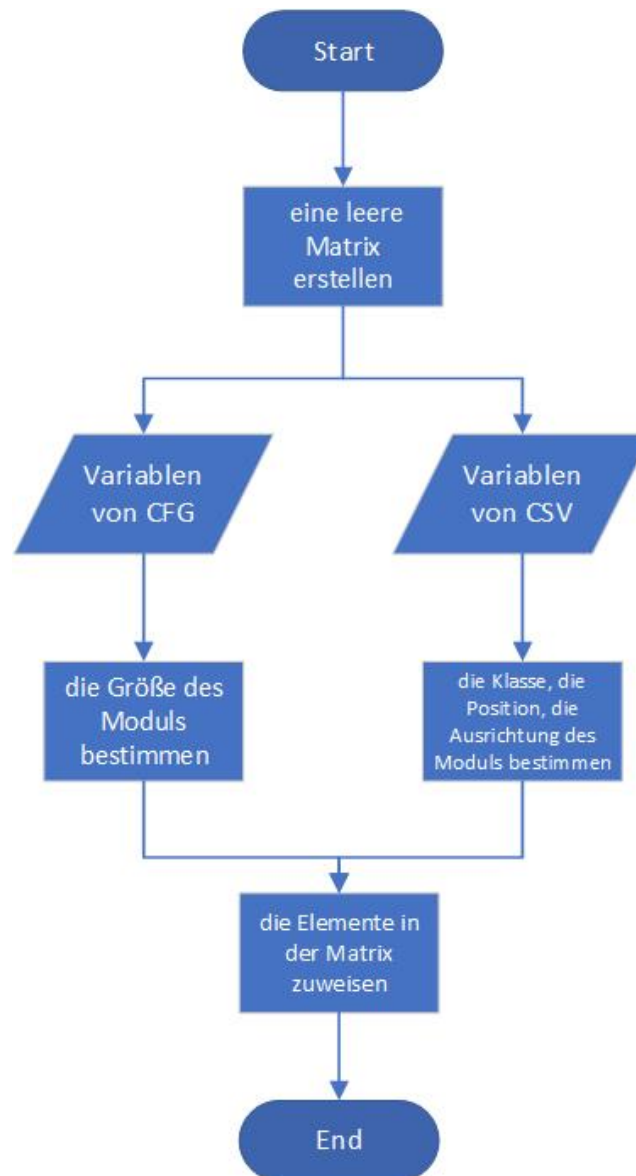 Start
eine leere
Matrix
erstellen
Variablen
von CFG
Variablen
von CSV
die Größe des
Moduls
bestimmen
die Klasse, die
Position, die
Ausrichtung des
Moduls bestimmen
die Elemente in
der Matrix
zuweisen
End